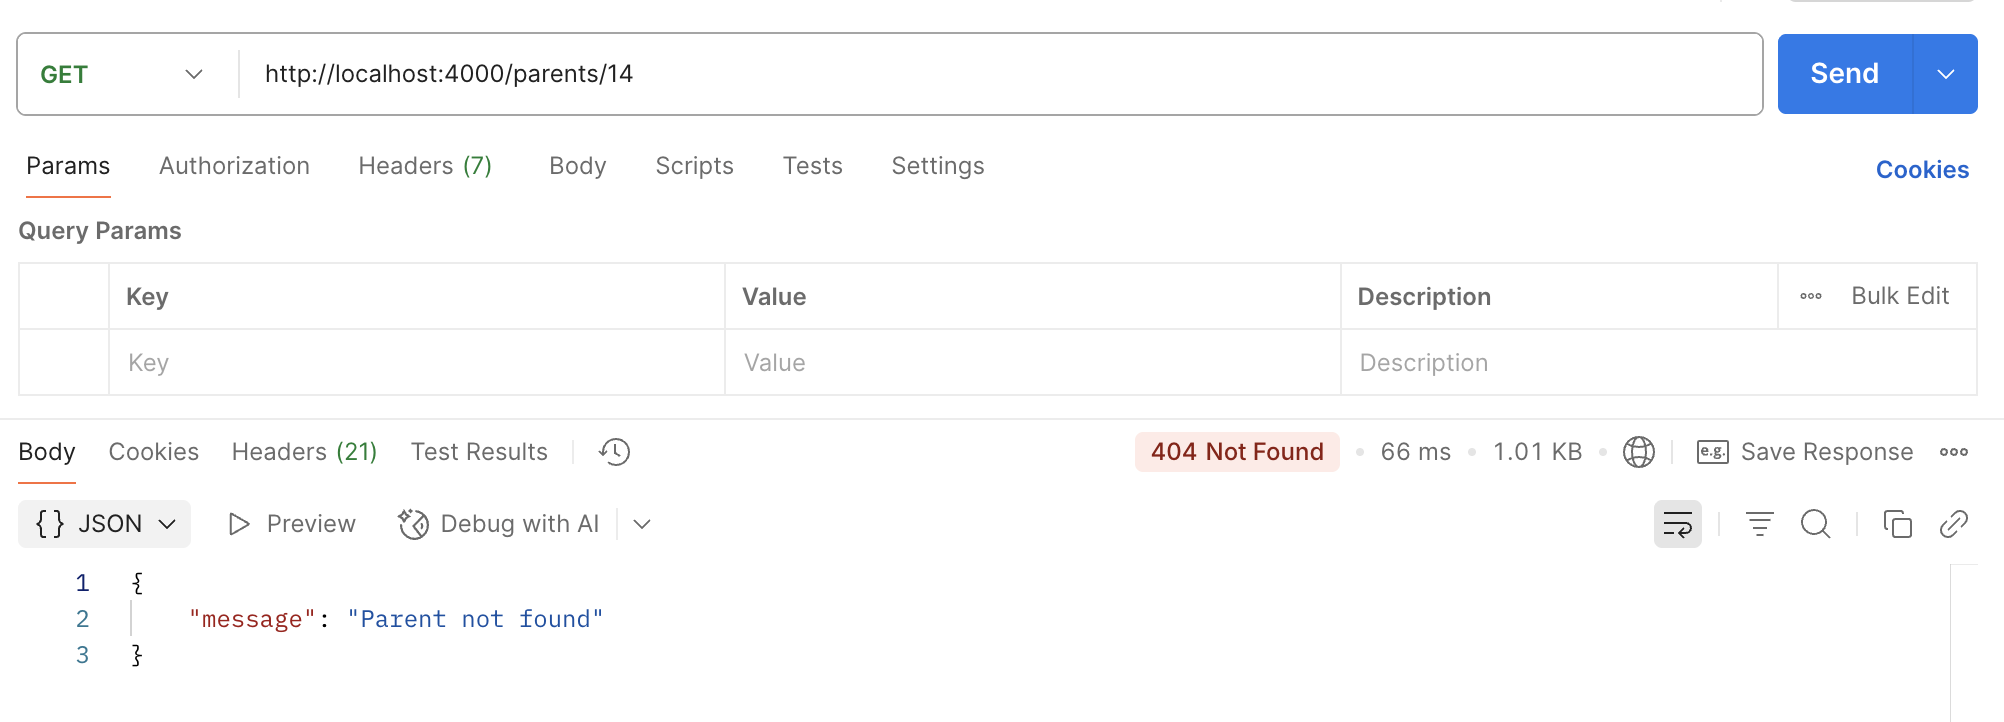 GET http://localhost:4000/parents/14 Send
Params Authorization Headers (7) Body Scripts Tests Settings Cookies
Query Params
Key Value Description Bulk Edit
Key Value Description
Body Cookies Headers (21) Test Results 404 Not Found • 66 ms • 1.01 KB • e.g. Save Response
{} JSON Preview Debug with AI
1 {
2 "message": "Parent not found"
3 }